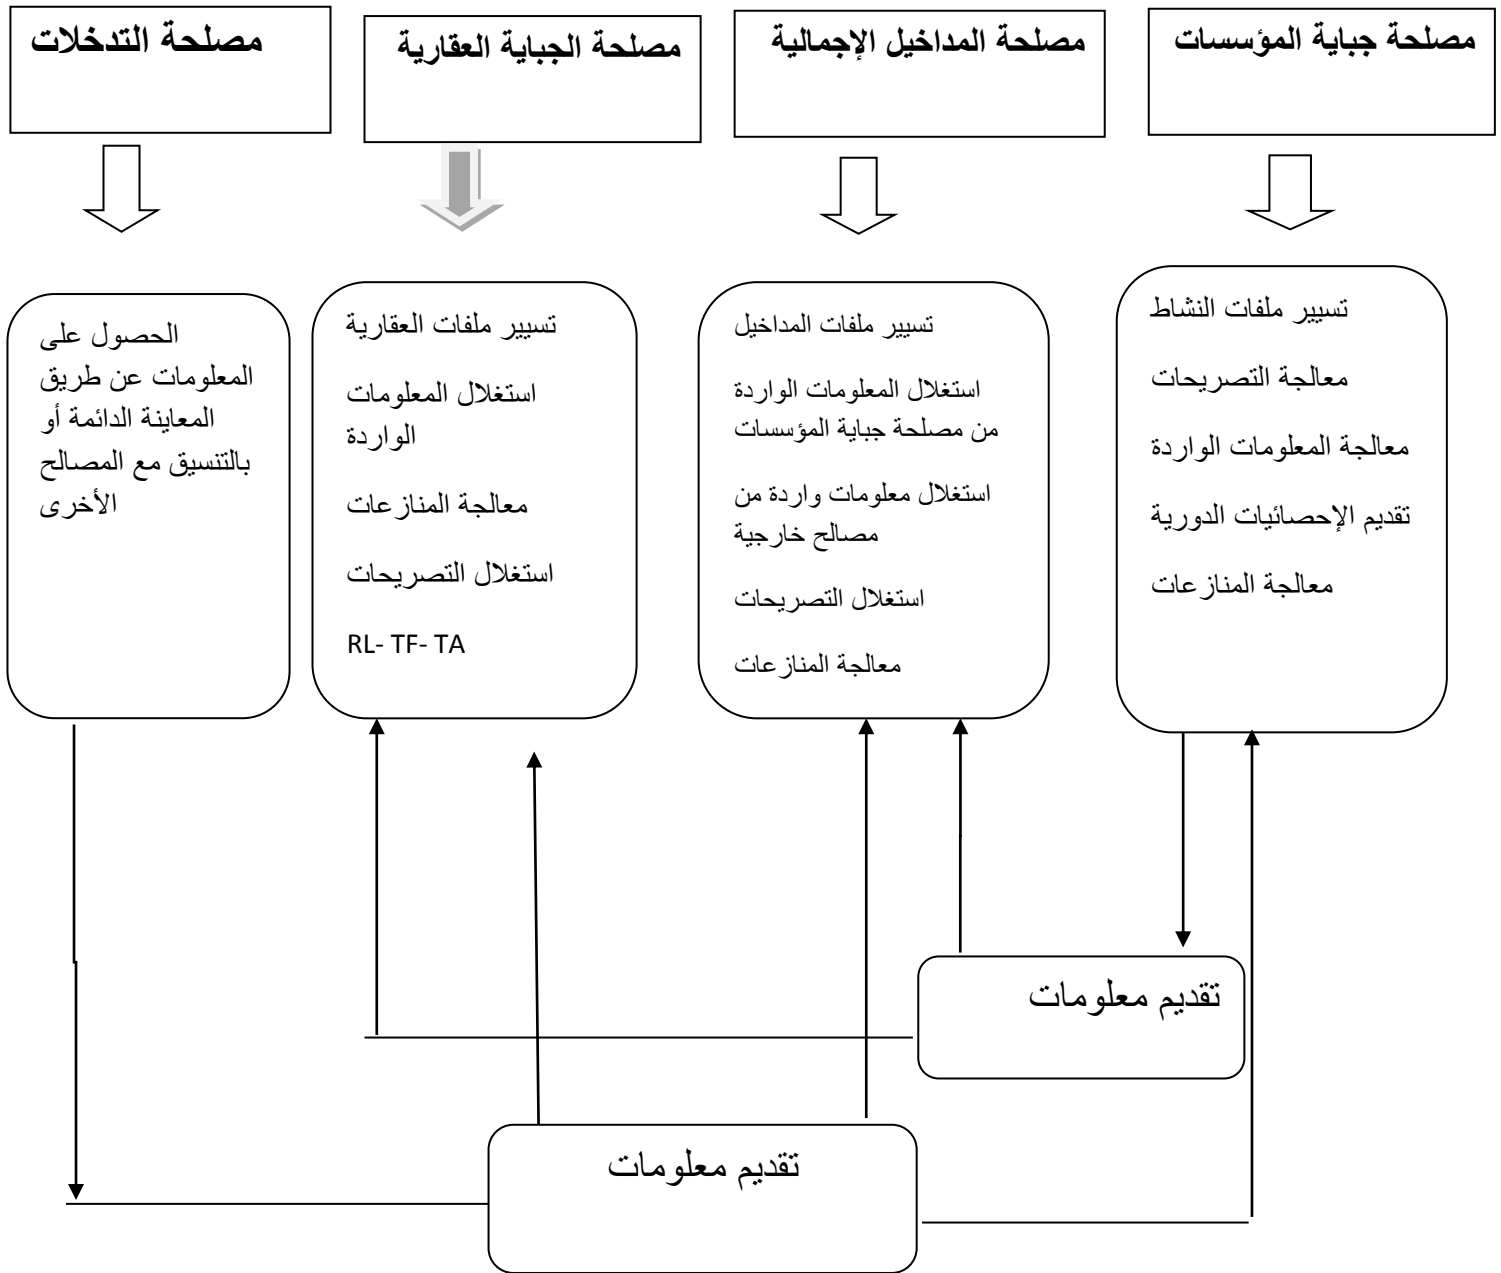 مصلحة جباية المؤسسات
مصلحة المداخيل الإجمالية
مصلحة الجباية العقارية
مصلحة التدخلات
تسيير ملفات النشاط
معالجة التصريحات
معالجة المعلومات الواردة
تقديم الإحصائيات الدورية
معالجة المنازعات
تسيير ملفات المداخيل
استغلال المعلومات الواردة
من مصلحة جباية المؤسسات
استغلال معلومات واردة من
مصالح خارجية
استغلال التصريحات
معالجة المنازعات
تسيير ملفات العقارية
استغلال المعلومات
الواردة
معالجة المنازعات
استغلال التصريحات
RL- TF- TA
الحصول على
المعلومات عن طريق
المعاينة الدائمة أو
بالتنسيق مع المصالح
الأخرى
تقديم معلومات
تقديم معلومات